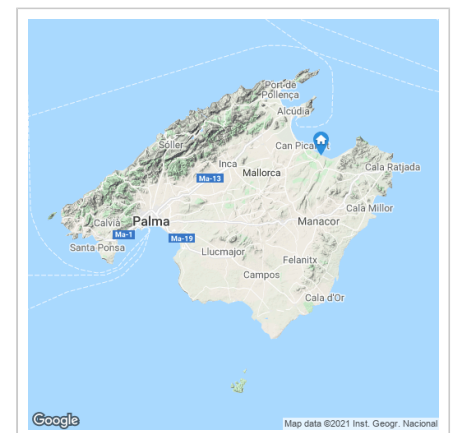 Port de
Pollença
Alcúdia
Sóller
Can Picafort
Inca
Mallorca
Cala Ratjada
Ma-13
Cala Millor
Calvià
Palma
Manacor
Ma-1
Ma-19
Santa Ponsa
Llucmajor
Felanitx
Campos
Cala d'Or
Google
Map data ©2021 Inst. Geogr. Nacional